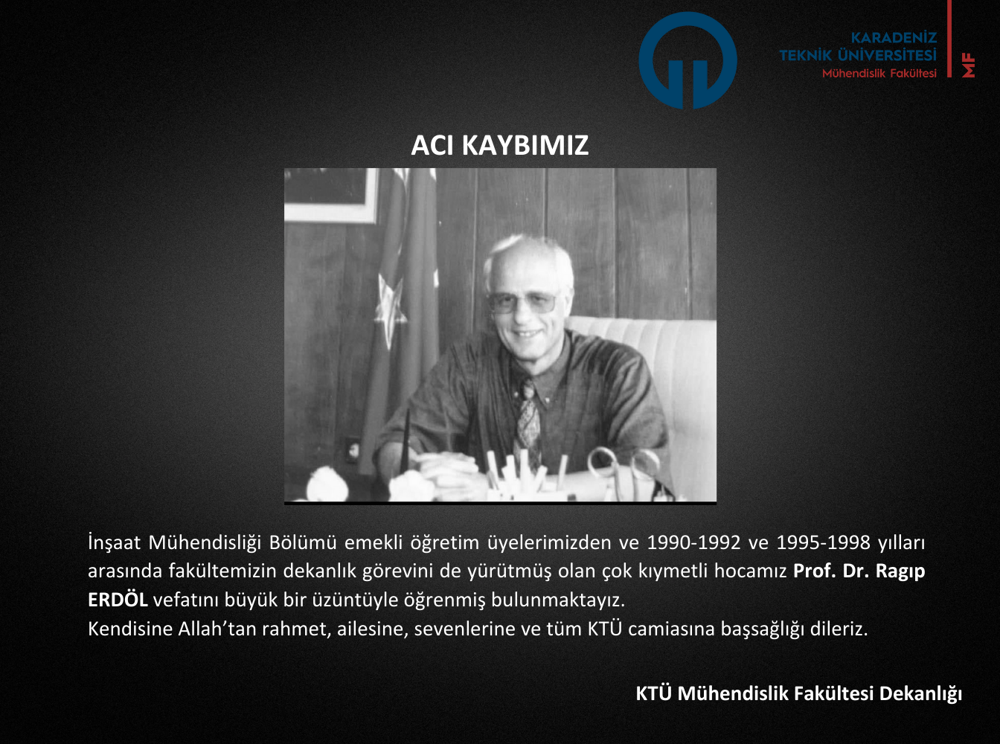 KARADENİZ
TEKNİK ÜNİVERSİTESİ
Mühendislik Fakültesi
MF
ACI KAYBIMIZ
İnşaat Mühendisliği Bölümü emekli öğretim üyelerimizden ve 1990-1992 ve 1995-1998 yılları
arasında fakültemizin dekanlık görevini de yürütmüş olan çok kıymetli hocamız Prof. Dr. Ragıp
ERDÖL vefatını büyük bir üzüntüyle öğrenmiş bulunmaktayız.
Kendisine Allah’tan rahmet, ailesine, sevenlerine ve tüm KTÜ camiasına başsağlığı dileriz.
KTÜ Mühendislik Fakültesi Dekanlığı